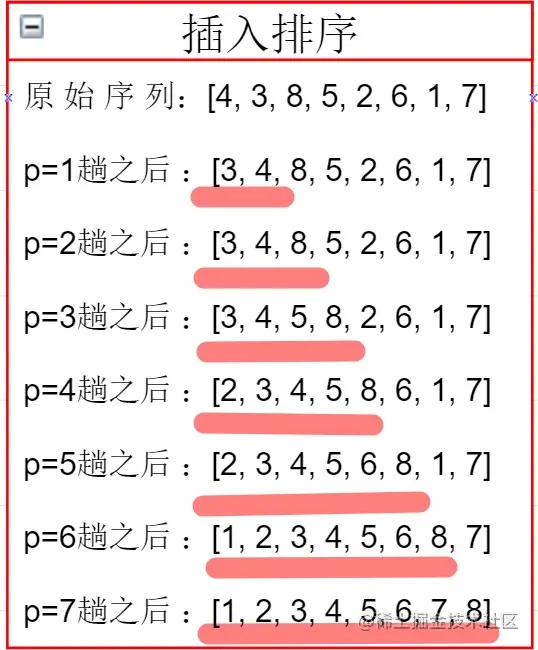 插入排序
原 始 序 列：[4, 3, 8, 5, 2, 6, 1, 7]
p=1趟之后 ：[3, 4, 8, 5, 2, 6, 1, 7]
p=2趟之后 ：[3, 4, 8, 5, 2, 6, 1, 7]
p=3趟之后 ：[3, 4, 5, 8, 2, 6, 1, 7]
p=4趟之后 ：[2, 3, 4, 5, 8, 6, 1, 7]
p=5趟之后 ：[2, 3, 4, 5, 6, 8, 1, 7]
p=6趟之后 ：[1, 2, 3, 4, 5, 6, 8, 7]
p=7趟之后 ：[1, 2, 3, 4, 5, 6, 7, 8]
@稀土掘金技术社区